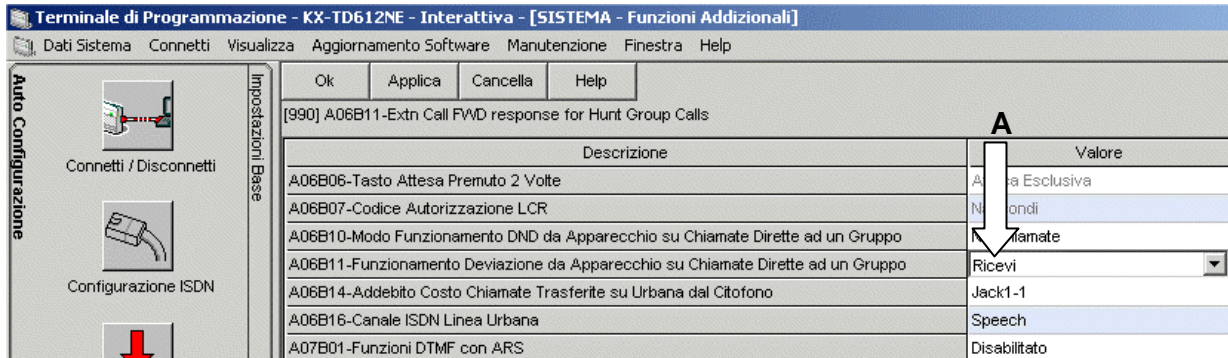 Terminale di Programmazione - KX-TD612NE - Interattiva - [SISTEMA - Funzioni Addizionali]
Dati Sistema Connetti Visualizza Aggiornamento Software Manutenzione Finestra Help
Auto Configurazione
Connetti / Disconnetti
Configurazione ISDN
Impostazioni Base
Ok Applica Cancella Help
[990] A06B11-Extn Call FWD response for Hunt Group Calls
A
Descrizione Valore
A06B06-Tasto Attesa Premuto 2 Volte Esclusiva
A06B07-Codice Autorizzazione LCR
A06B10-Modo Funzionamento DND da Apparecchio su Chiamate Dirette ad un Gruppo
A06B11-Funzionamento Deviazione da Apparecchio su Chiamate Dirette ad un Gruppo Ricevi
A06B14-Addebito Costo Chiamate Trasferite su Urbana dal Citofono Jack1-1
A06B16-Canale ISDN Linea Urbana Speech
A07B01-Funzioni DTMF con ARS Disabilitato